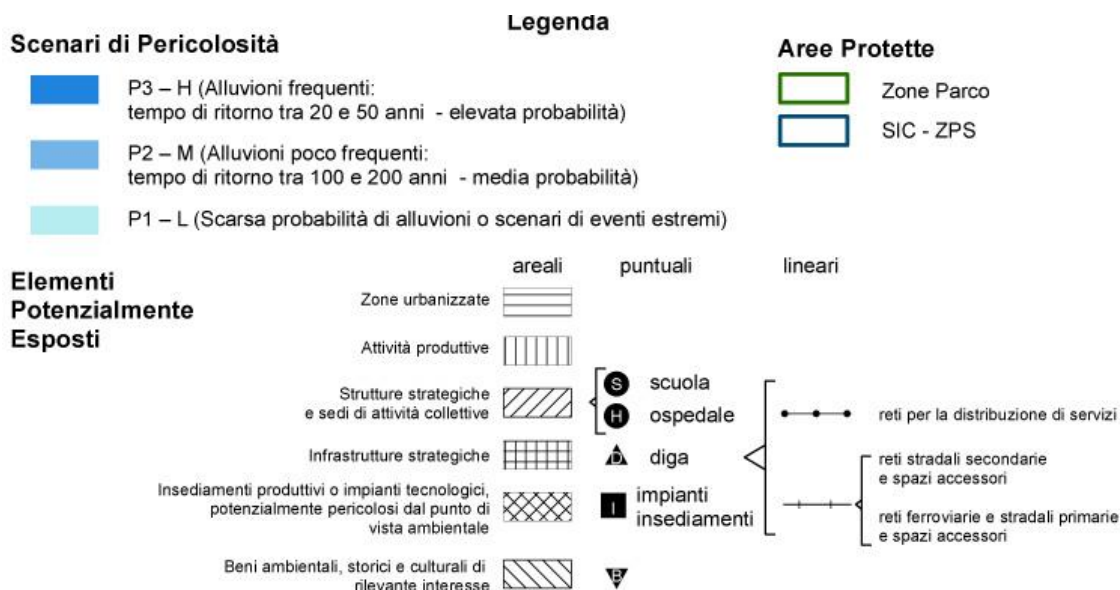 Legenda
Scenari di Pericolosità
P3 – H (Alluvioni frequenti:
tempo di ritorno tra 20 e 50 anni - elevata probabilità)
P2 – M (Alluvioni poco frequenti:
tempo di ritorno tra 100 e 200 anni - media probabilità)
P1 – L (Scarsa probabilità di alluvioni o scenari di eventi estremi)
Aree Protette
Zone Parco
SIC - ZPS
Elementi
Potenzialmente
Esposti
areali puntuali lineari
Zone urbanizzate
Attività produttive
Strutture strategiche
e sedi di attività collettive
S scuola
H ospedale
Infrastrutture strategiche
D diga
Insediamenti produttivi o impianti tecnologici,
potenzialmente pericolosi dal punto di
vista ambientale
I impianti
insediamenti
Beni ambientali, storici e culturali di
rilevante interesse
B
reti per la distribuzione di servizi
reti stradali secondarie
e spazi accessori
reti ferroviarie e stradali primarie
e spazi accessori